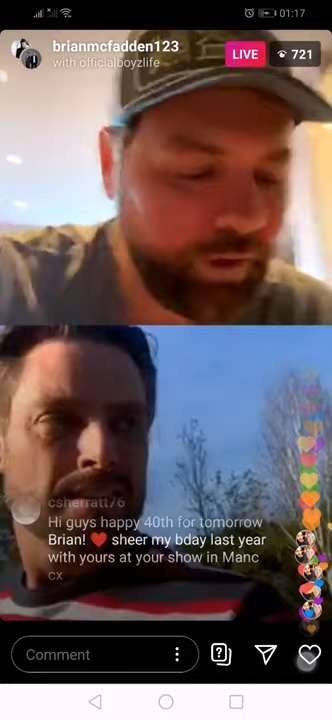 01:17
brianmcfadden123
with officialboyzlife
LIVE
721
csherratt76
Hi guys happy 40th for tomorrow
Brian! ❤️ sheer my bday last year
with yours at your show in Manc
cx
Comment